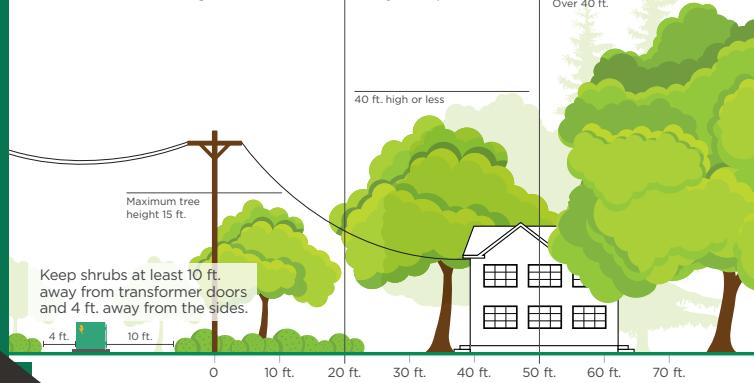 Over 40 ft.
40 ft. high or less
Maximum tree
height 15 ft.
Keep shrubs at least 10 ft.
away from transformer doors
and 4 ft. away from the sides.
4 ft.
10 ft.
0
10 ft.
20 ft.
30 ft.
40 ft.
50 ft.
60 ft.
70 ft.